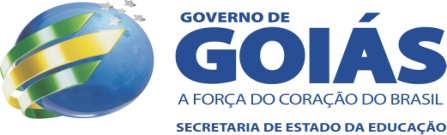 GOVERNO DE
GOIÁS
A FORÇA DO CORAÇÃO DO BRASIL
SECRETARIA DE ESTADO DA EDUCAÇÃO